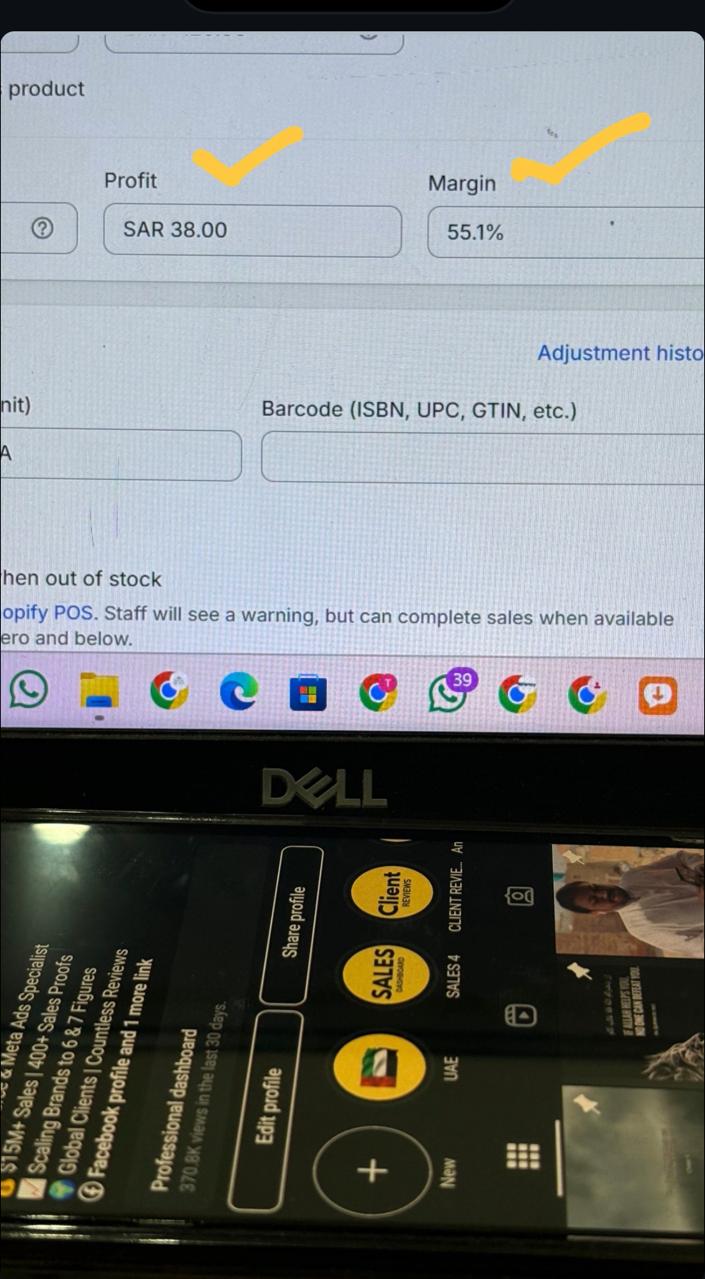 product
Profit
Margin
SAR 38.00
55.1%
Adjustment histo
nit)
Barcode (ISBN, UPC, GTIN, etc.)
A
hen out of stock
opify POS. Staff will see a warning, but can complete sales when available
ero and below.
T
39
DELL
& Meta Ads Specialist
$15M+ Sales | 400+ Sales Proofs
Scaling Brands to 6 & 7 Figures
Global Clients | Countless Reviews
Facebook profile and 1 more link
Professional dashboard
370.8K views in the last 30 days.
Edit profile
Share profile
SALES
DASHBOARD
Client
REVIEWS
New
UAE
SALES 4
CLIENT REVIE...
An